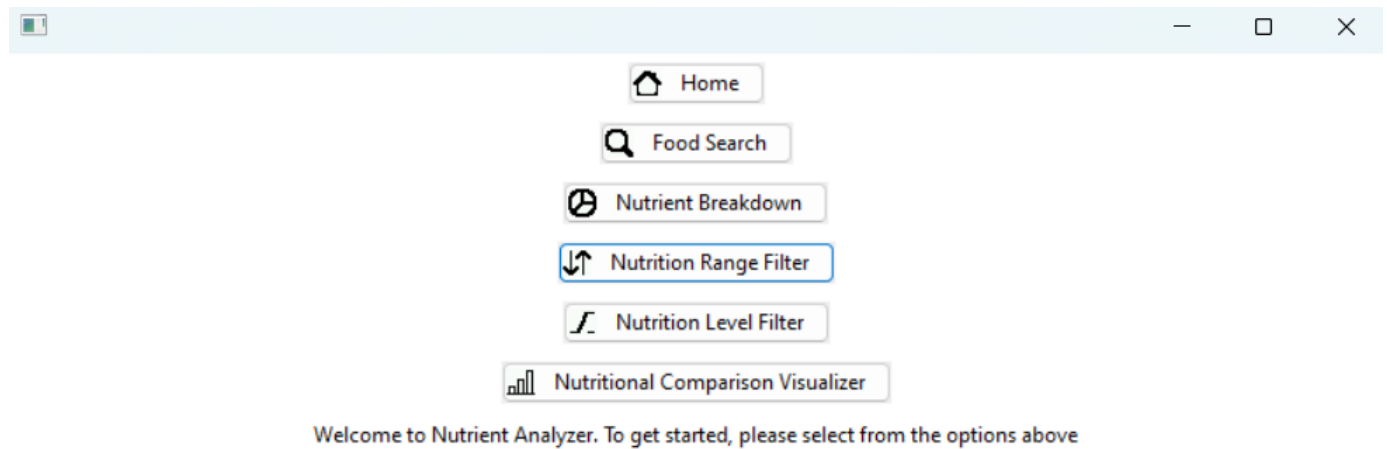 Home
Food Search
Nutrient Breakdown
Nutrition Range Filter
Nutrition Level Filter
Nutritional Comparison Visualizer
Welcome to Nutrient Analyzer. To get started, please select from the options above